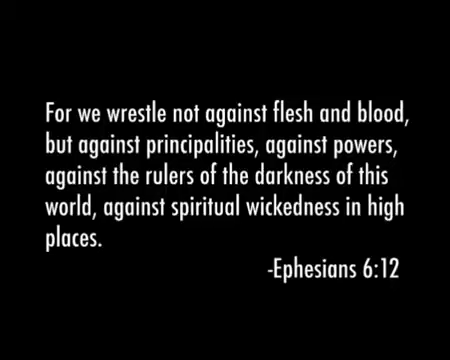 For we wrestle not against flesh and blood,
but against principalities, against powers,
against the rulers of the darkness of this
world, against spiritual wickedness in high
places.
-Ephesians 6:12